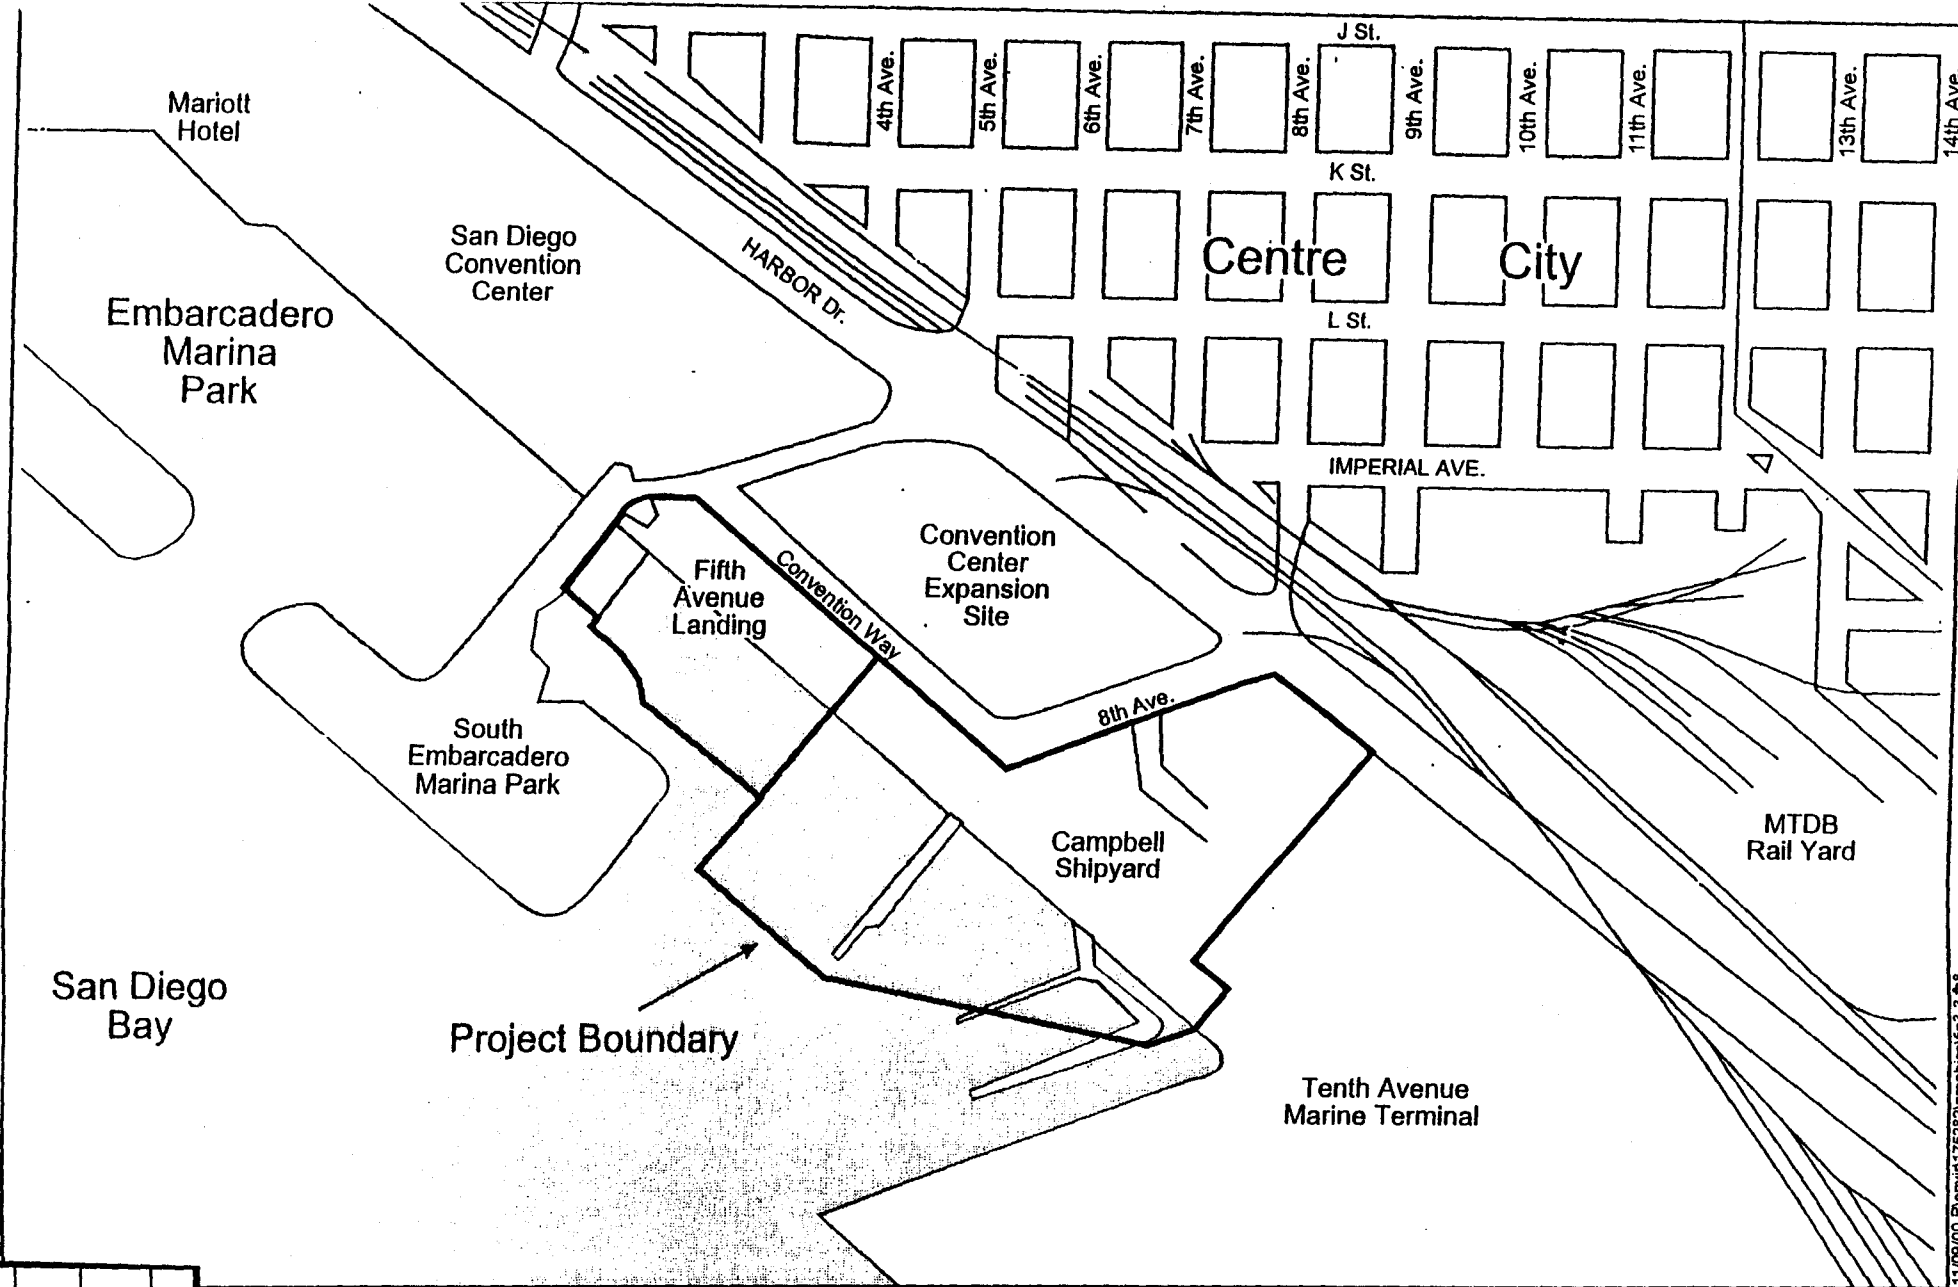 J St.
4th Ave.
5th Ave.
6th Ave.
7th Ave.
8th Ave.
9th Ave.
10th Ave.
11th Ave.
13th Ave.
14th Ave.
Mariott
Hotel
K St.
San Diego
Convention
Center
HARBOR Dr.
Centre City
Embarcadero
Marina
Park
L St.
IMPERIAL AVE.
Convention
Center
Expansion
Site
Fifth
Avenue
Landing
Convention Way
8th Ave.
South
Embarcadero
Marina Park
Campbell
Shipyard
MTDB
Rail Yard
San Diego
Bay
Project Boundary
Tenth Avenue
Marine Terminal